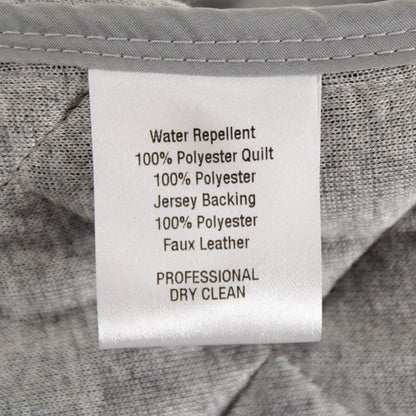 Water Repellent
100% Polyester Quilt
100% Polyester
Jersey Backing
100% Polyester
Faux Leather
PROFESSIONAL
DRY CLEAN